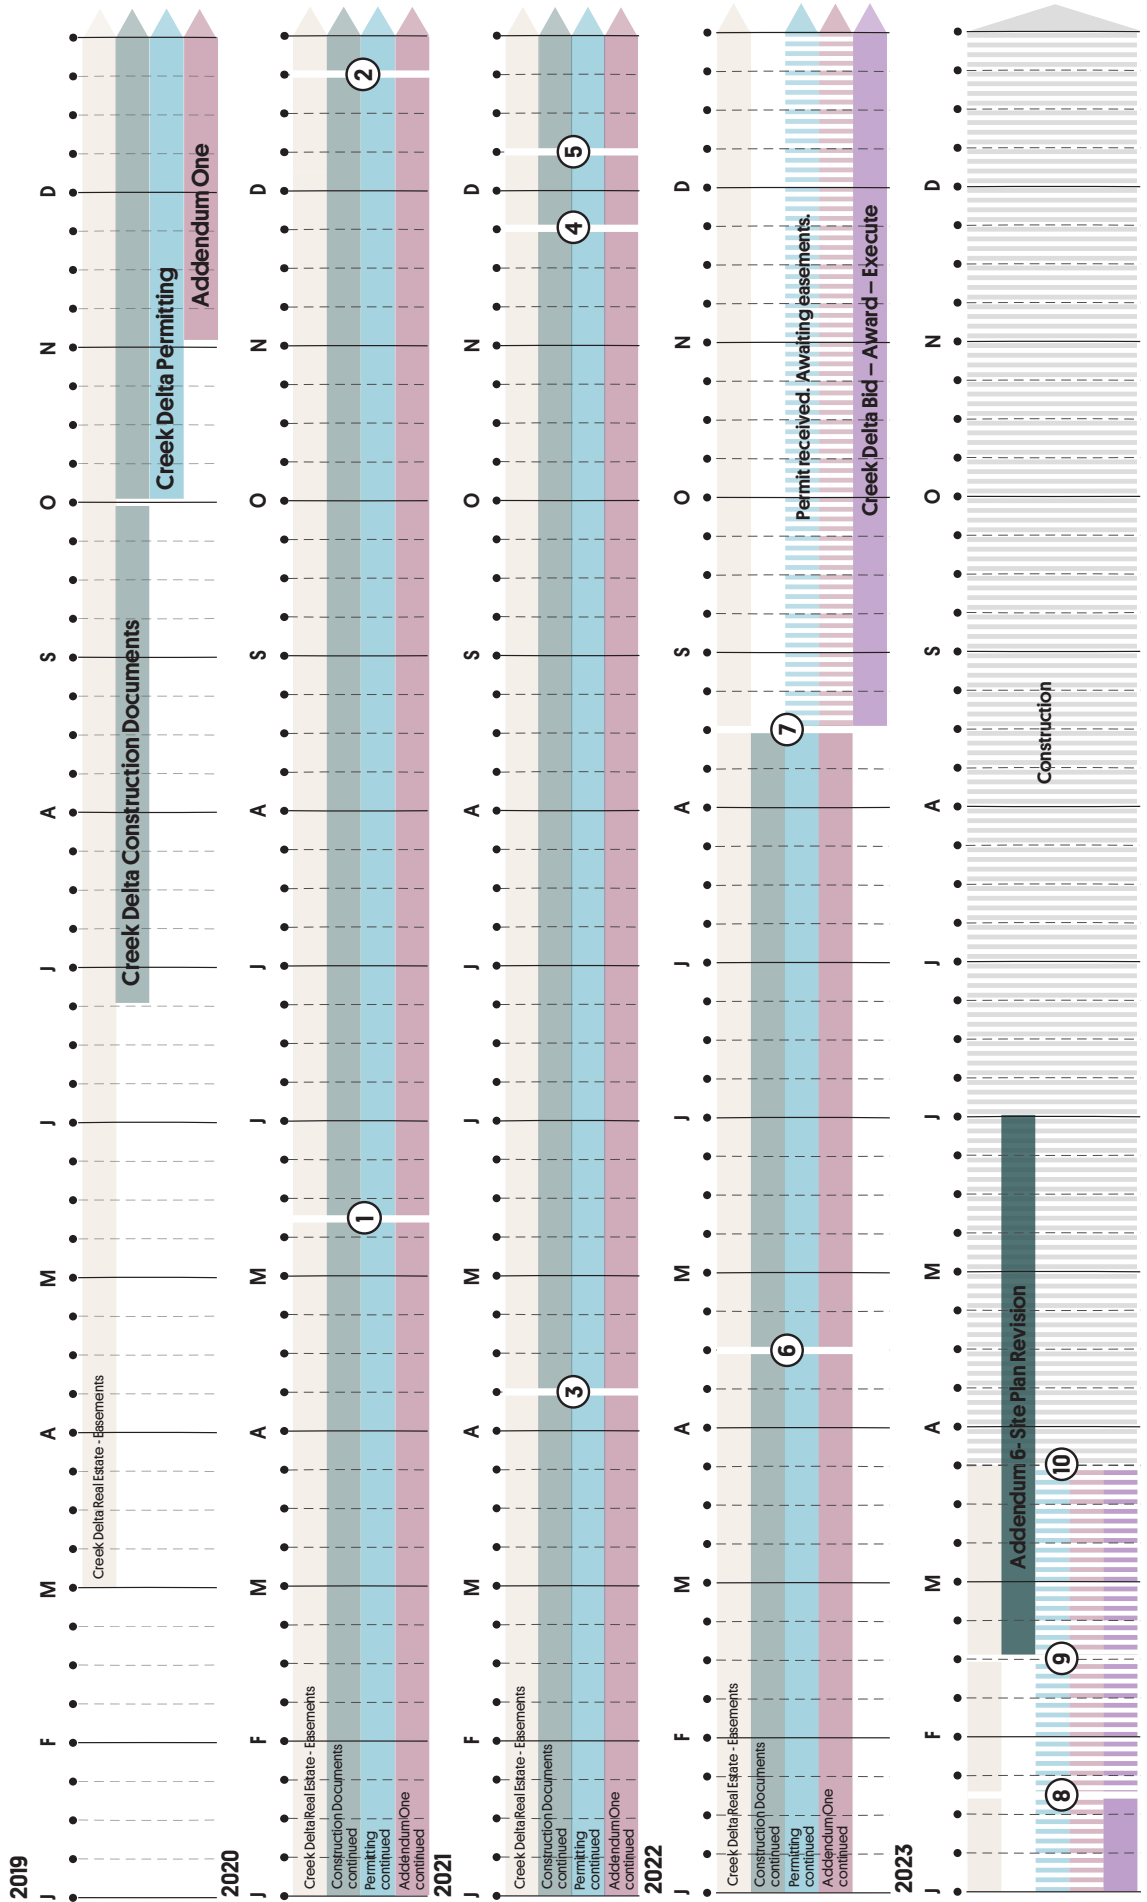 2019
J F M A M J J A S O N D
Creek Delta Real Estate - Easements
Creek Delta Construction Documents
Creek Delta Permitting
Addendum One
2020
J F M A M J J A S O N D
Creek Delta Real Estate - Easements
Construction Documents
continued
Permitting
continued
Addendum One
continued
1
2
2021
J F M A M J J A S O N D
Creek Delta Real Estate - Easements
Construction Documents
continued
Permitting
continued
Addendum One
continued
3
4
5
2022
J F M A M J J A S O N D
Creek Delta Real Estate - Easements
Construction Documents
continued
Permitting
continued
Addendum One
continued
6
7
Permit received. Awaiting easements.
Creek Delta Bid – Award – Execute
2023
J F M A M J J A S O N D
8
9
10
Addendum 6- Site Plan Revision
Construction